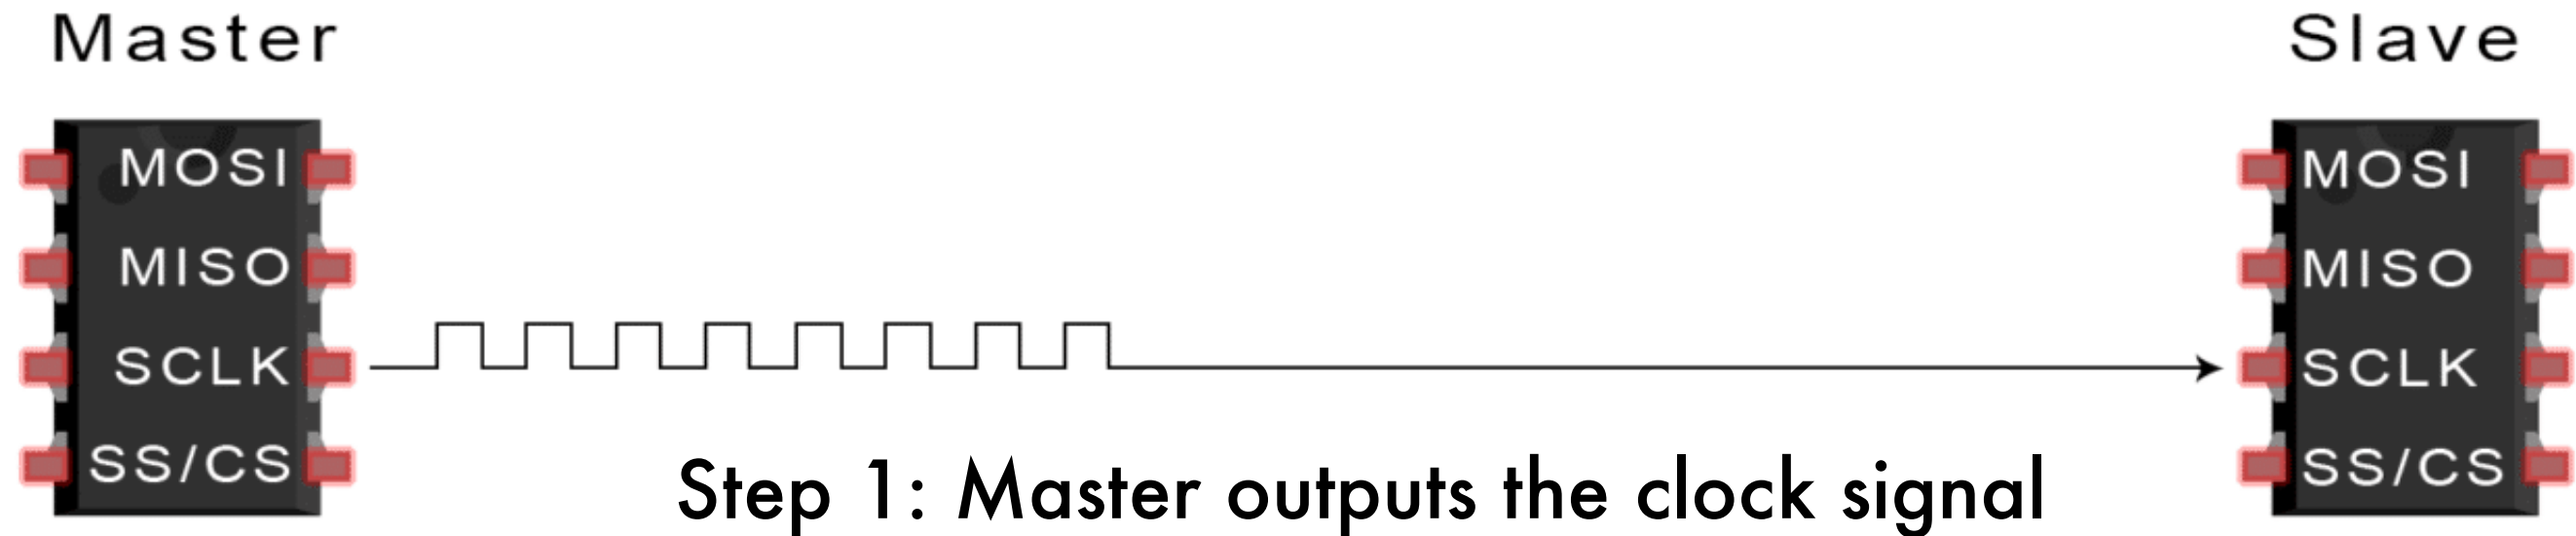 Master
Slave
MOSI
MISO
SCLK
SS/CS
MOSI
MISO
SCLK
SS/CS
Step 1: Master outputs the clock signal